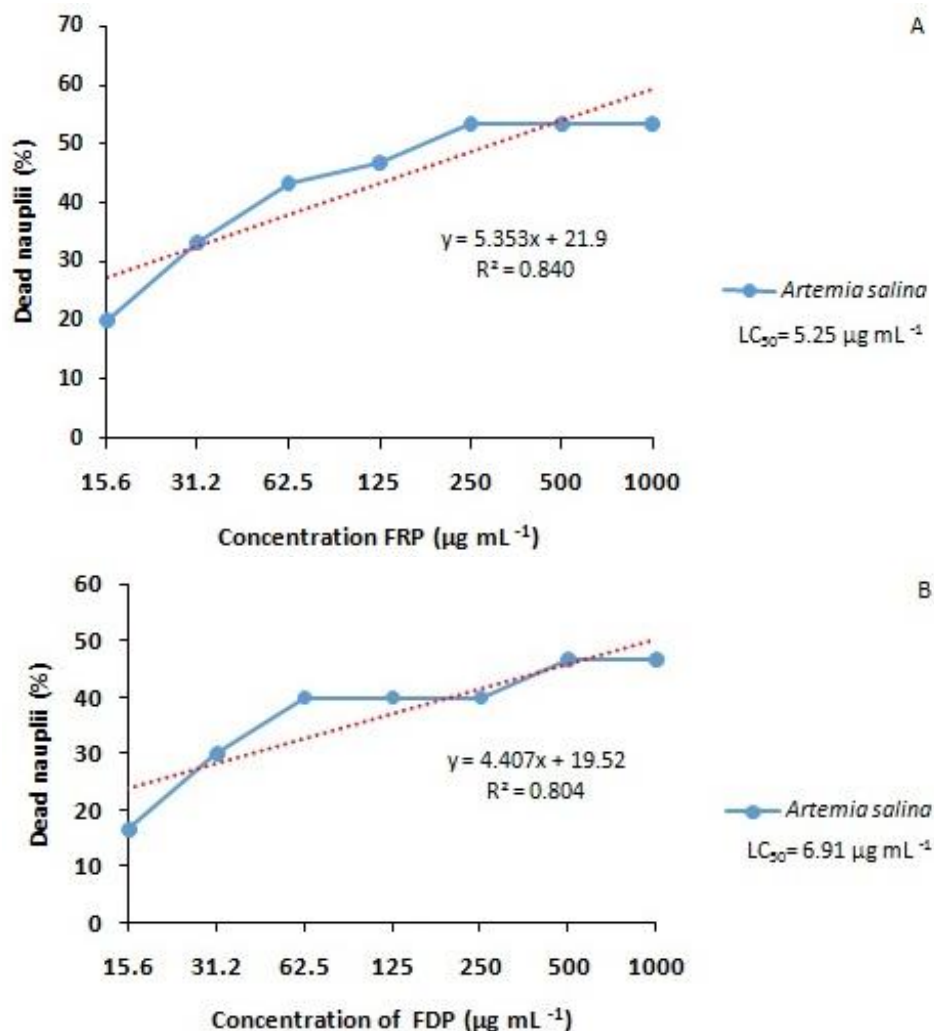 A
70
60
50
40
30
20
10
0
Dead nauplii (%)
y = 5.353x + 21.9
R² = 0.840
Artemia salina
LC₅₀= 5.25 µg mL ⁻¹
15.6 31.2 62.5 125 250 500 1000
Concentration FRP (µg mL ⁻¹)
B
60
50
40
30
20
10
0
Dead nauplii (%)
y = 4.407x + 19.52
R² = 0.804
Artemia salina
LC₅₀= 6.91 µg mL ⁻¹
15.6 31.2 62.5 125 250 500 1000
Concentration of FDP (µg mL ⁻¹)